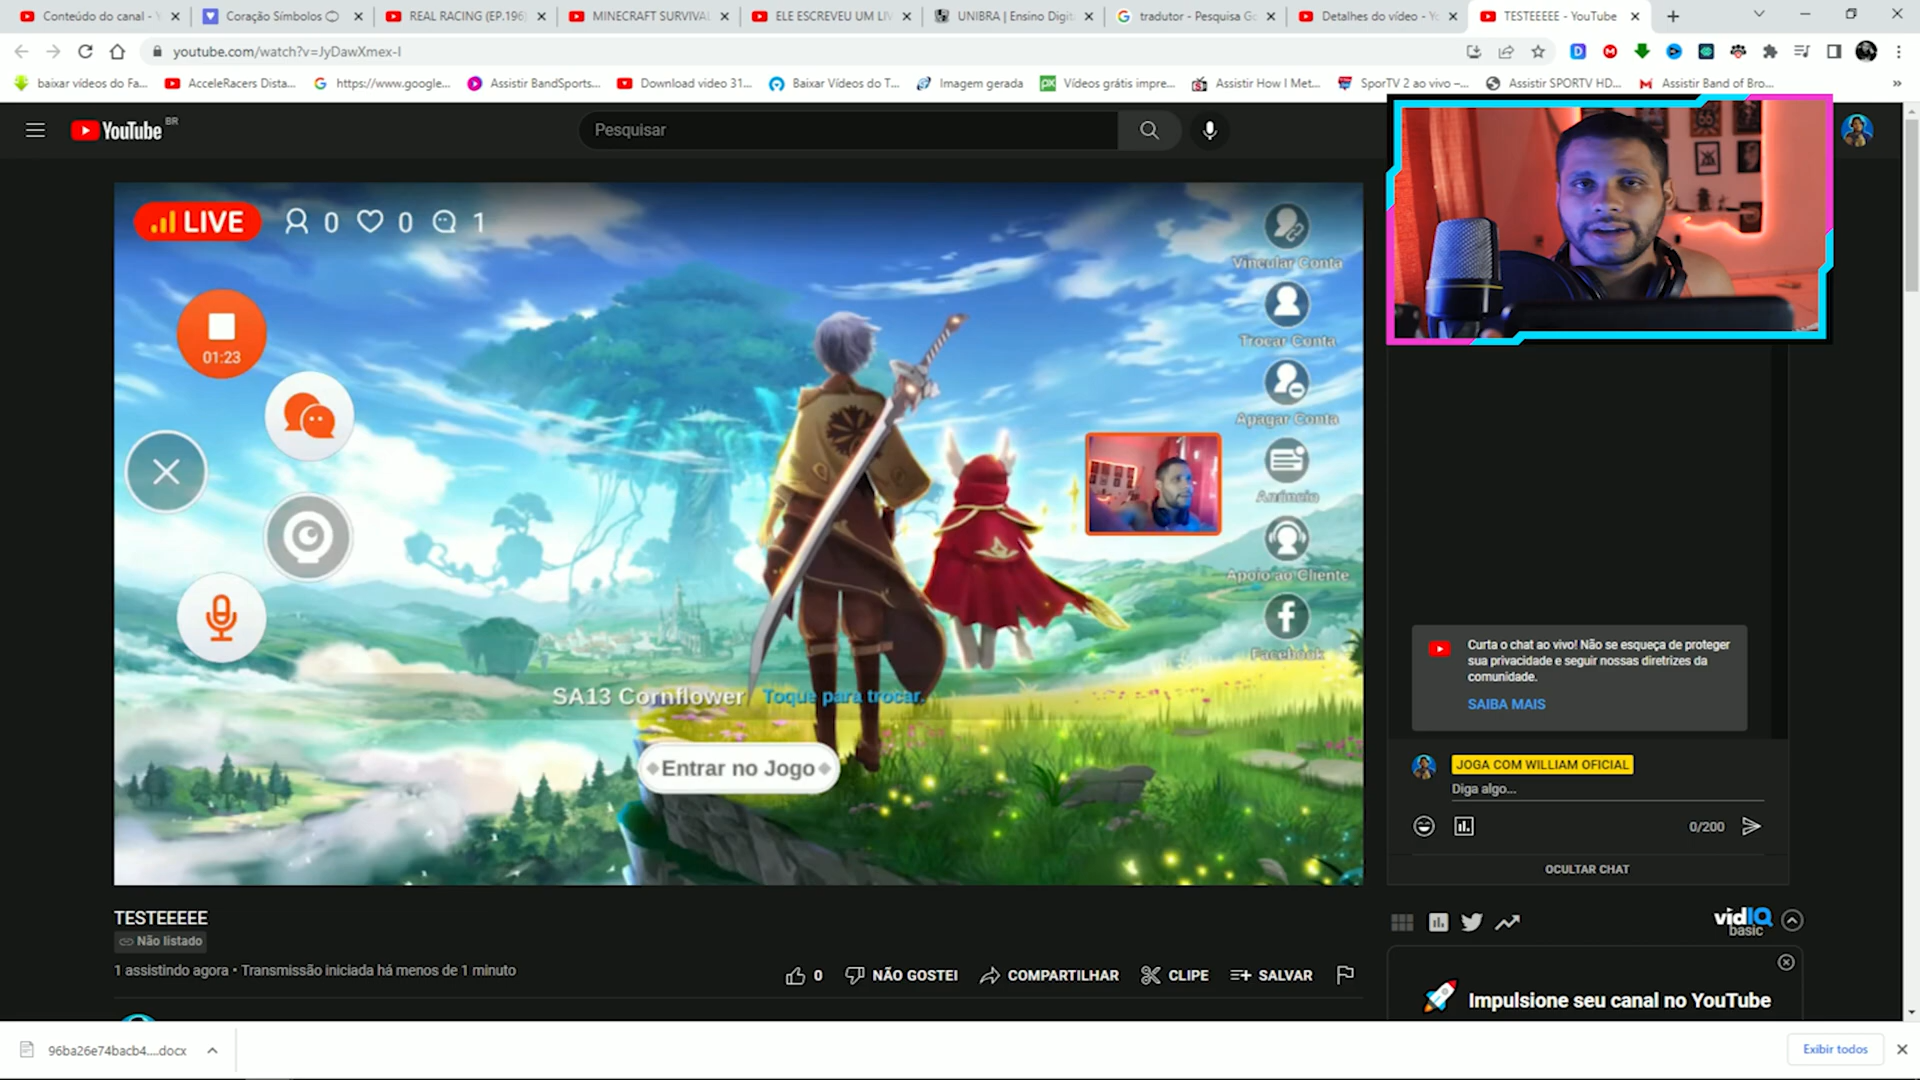 Conteúdo do canal -
Coração Símbolos
REAL RACING (EP.196)
MINECRAFT SURVIVAL
ELE ESCREVEU UM LIV
UNIBRA | Ensino Digit
tradutor - Pesquisa Go
Detalhes do vídeo - Yo
TESTEEEEE - YouTube
youtube.com/watch?v=JyDawXmex-I
baixar vídeos do Fa...
AcceleRacers Dista...
https://www.google...
Assistir BandSports...
Download video 31...
Baixar Vídeos do T...
Imagem gerada
Vídeos grátis impre...
Assistir How I Met...
SporTV 2 ao vivo –...
Assistir SPORTV HD...
Assistir Band of Bro...
YouTube BR
Pesquisar
LIVE 0 0 1
01:23
Vincular Conta
Trocar Conta
Apagar Conta
Anúncio
Apoio ao Cliente
Facebook
SA13 Cornflower Toque para trocar.
Entrar no Jogo
Curta o chat ao vivo! Não se esqueça de proteger
sua privacidade e seguir nossas diretrizes da
comunidade.
SAIBA MAIS
JOGA COM WILLIAM OFICIAL
Diga algo...
0/200
OCULTAR CHAT
TESTEEEEE
Não listado
1 assistindo agora • Transmissão iniciada há menos de 1 minuto
0 NÃO GOSTEI COMPARTILHAR CLIPE SALVAR
vidIQ
basic
Impulsione seu canal no YouTube
96ba26e74bacb4....docx
Exibir todos